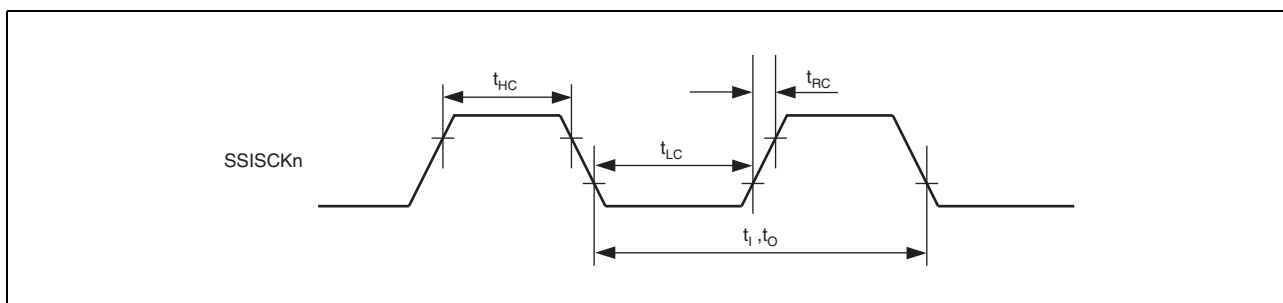 t_HC
t_RC
SSISCKn
t_LC
t_I ,t_O